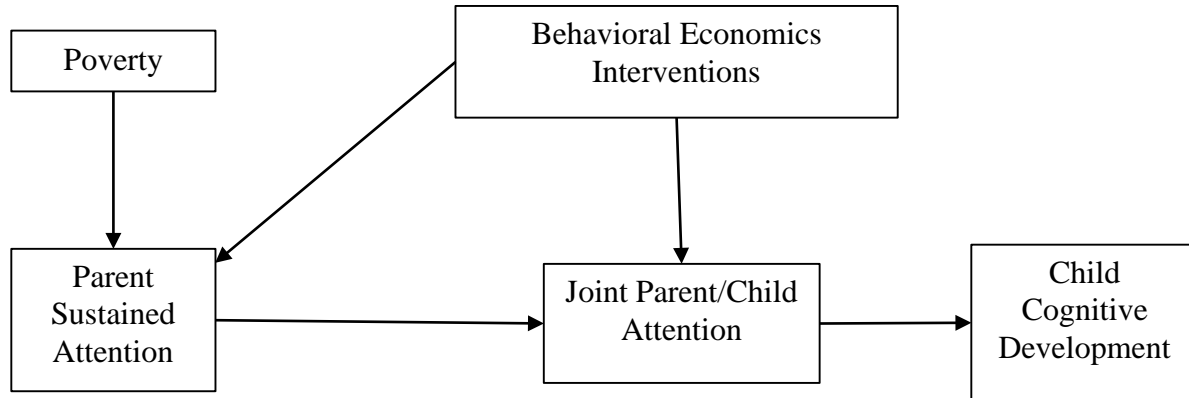 Poverty
Behavioral Economics
Interventions
Parent
Sustained
Attention
Joint Parent/Child
Attention
Child
Cognitive
Development